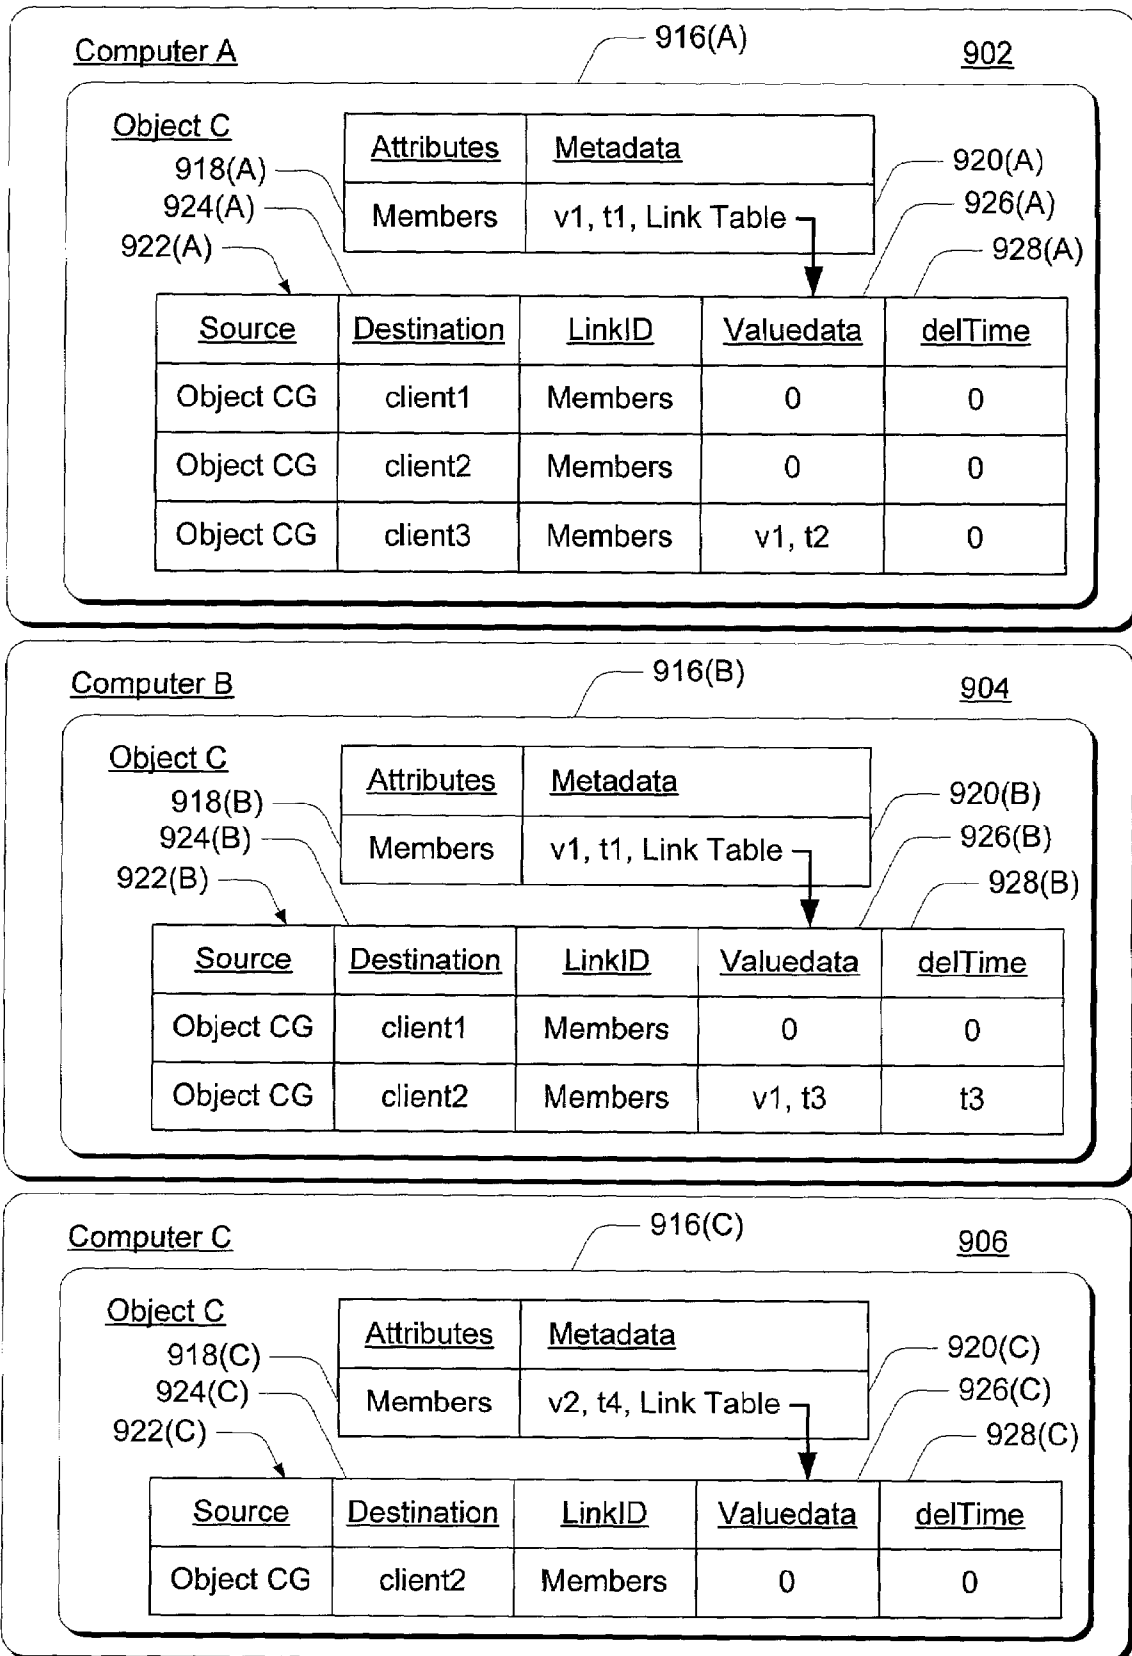 Computer A
916(A)
902
Object C
Attributes
Metadata
918(A)
920(A)
Members
v1, t1, Link Table
924(A)
926(A)
922(A)
928(A)
Source Destination LinkID Valuedata delTime
Object CG client1 Members 0 0
Object CG client2 Members 0 0
Object CG client3 Members v1, t2 0
Computer B
916(B)
904
Object C
Attributes
Metadata
918(B)
920(B)
Members
v1, t1, Link Table
924(B)
926(B)
922(B)
928(B)
Source Destination LinkID Valuedata delTime
Object CG client1 Members 0 0
Object CG client2 Members v1, t3 t3
Computer C
916(C)
906
Object C
Attributes
Metadata
918(C)
920(C)
Members
v2, t4, Link Table
924(C)
926(C)
922(C)
928(C)
Source Destination LinkID Valuedata delTime
Object CG client2 Members 0 0